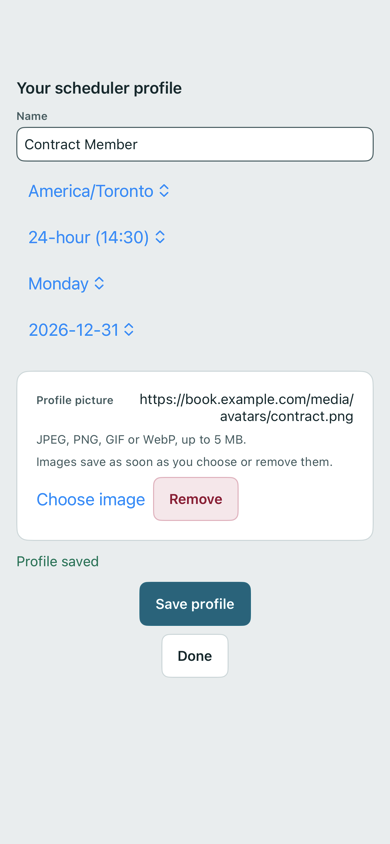 Your scheduler profile
Name
Contract Member
America/Toronto
24-hour (14:30)
Monday
2026-12-31
Profile picture
https://book.example.com/media/
avatars/contract.png
JPEG, PNG, GIF or WebP, up to 5 MB.
Images save as soon as you choose or remove them.
Choose image
Remove
Profile saved
Save profile
Done